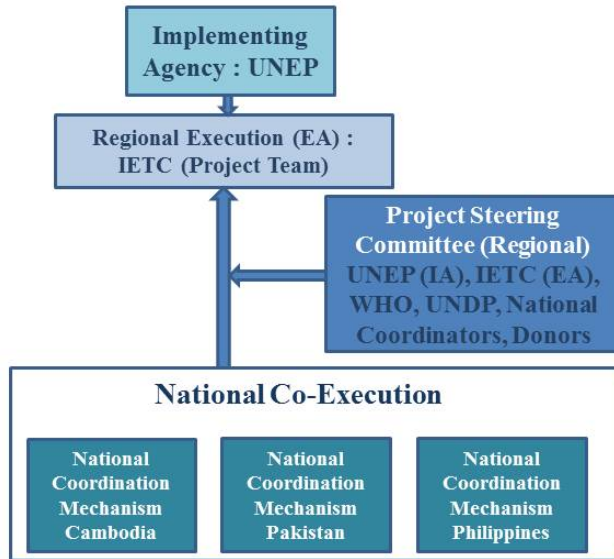 Implementing
Agency : UNEP
Regional Execution (EA) :
IETC (Project Team)
Project Steering
Committee (Regional)
UNEP (IA), IETC (EA),
WHO, UNDP, National
Coordinators, Donors
National Co-Execution
National
Coordination
Mechanism
Cambodia
National
Coordination
Mechanism
Pakistan
National
Coordination
Mechanism
Philippines